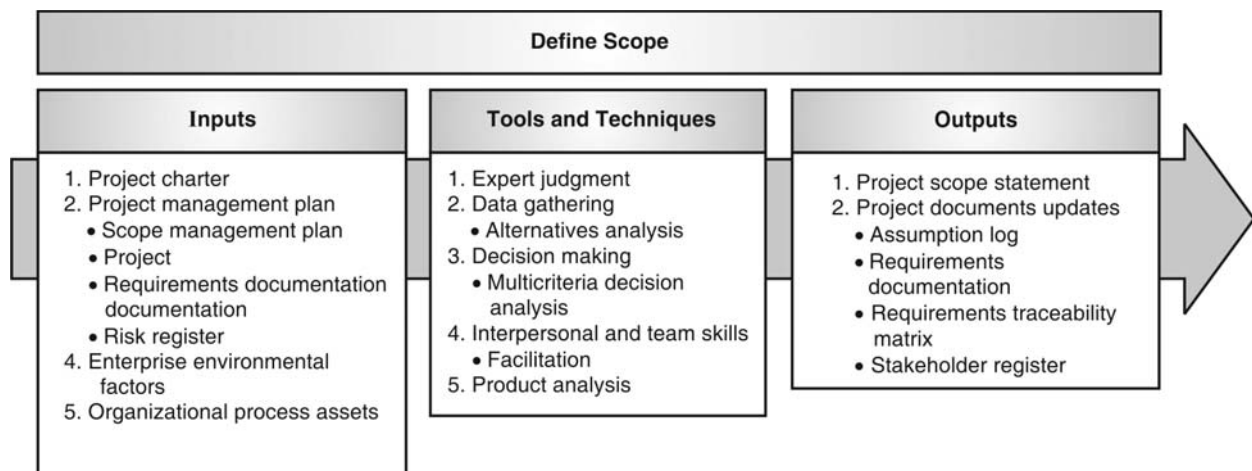 Define Scope
Inputs
1. Project charter
2. Project management plan
• Scope management plan
• Project
• Requirements documentation
documentation
• Risk register
4. Enterprise environmental
factors
5. Organizational process assets
Tools and Techniques
1. Expert judgment
2. Data gathering
• Alternatives analysis
3. Decision making
• Multicriteria decision
analysis
4. Interpersonal and team skills
• Facilitation
5. Product analysis
Outputs
1. Project scope statement
2. Project documents updates
• Assumption log
• Requirements
documentation
• Requirements traceability
matrix
• Stakeholder register